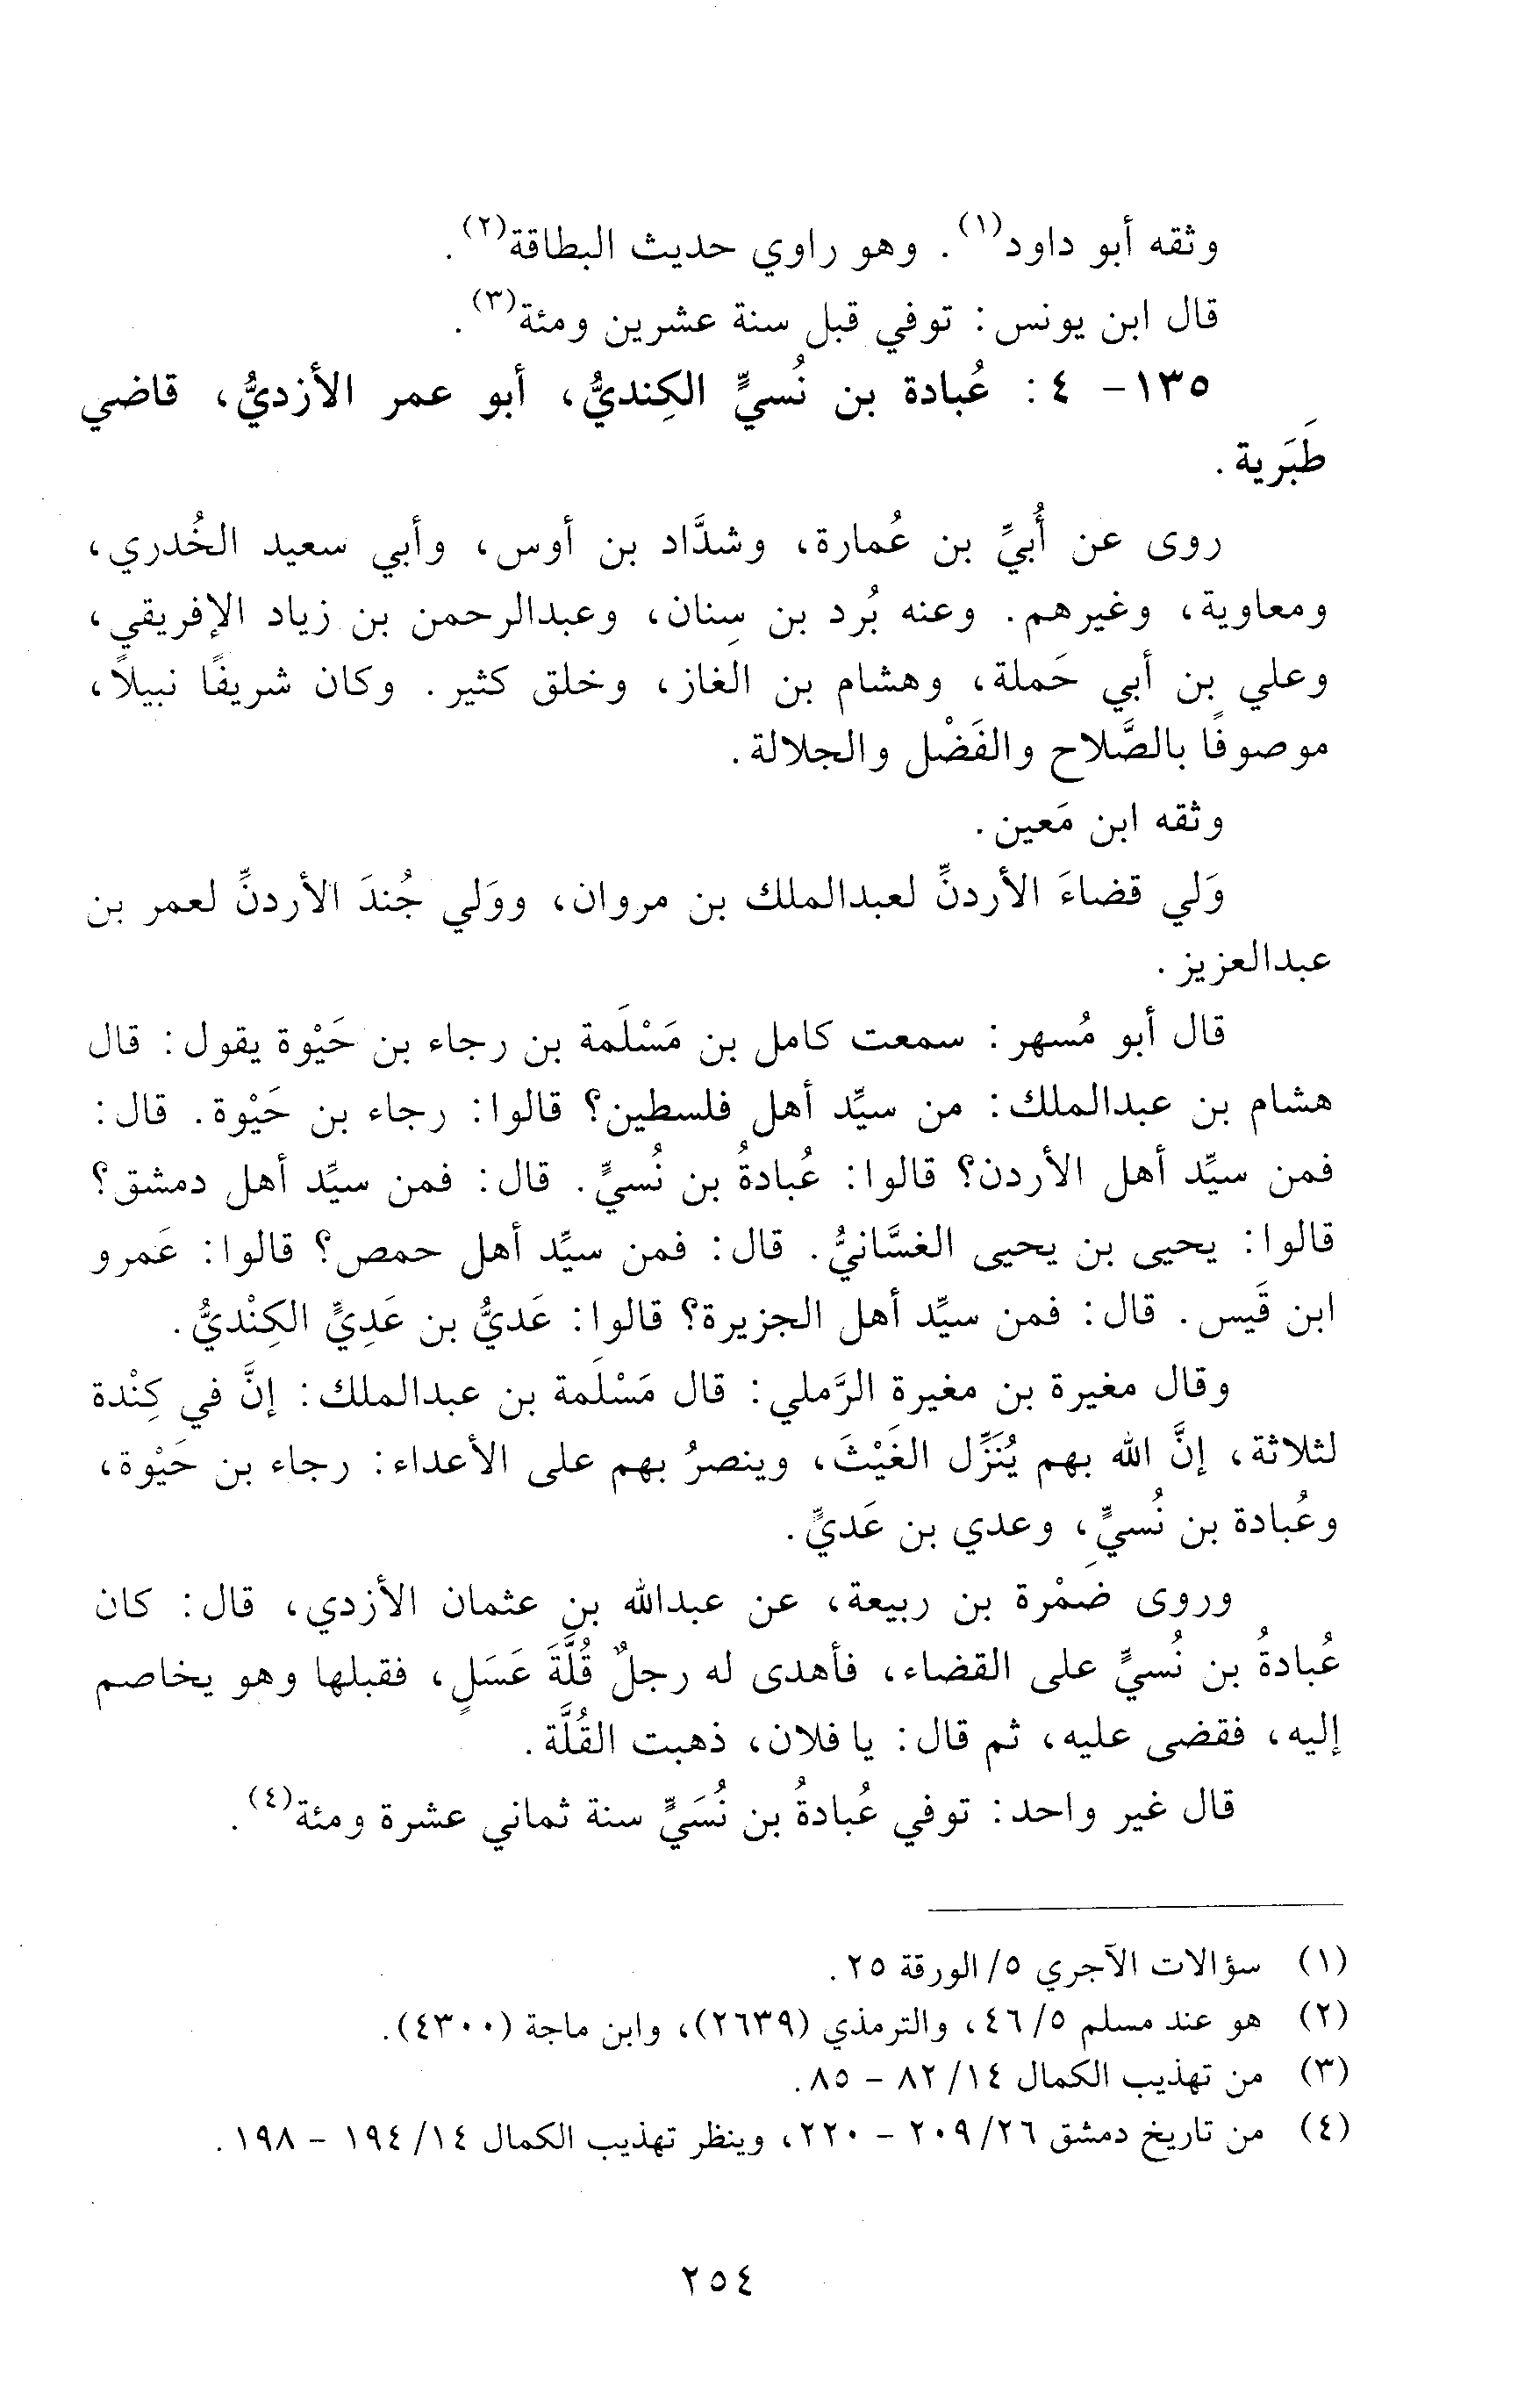 وثقه أبو داود(١). وهو راوي حديث البطاقة(٢).
قال ابن يونس: توفي قبل سنة عشرين ومئة(٣).
١٣٥- ٤: عُبادة بن نُسيٍّ الكِنديُّ، أبو عمر الأزديُّ، قاضي
طَبَرية.
روى عن أُبيِّ بن عُمارة، وشدَّاد بن أوس، وأبي سعيد الخُدري،
ومعاوية، وغيرهم. وعنه بُرد بن سِنان، وعبدالرحمن بن زياد الإفريقي،
وعلي بن أبي حَملة، وهشام بن الغاز، وخلق كثير. وكان شريفًا نبيلًا،
موصوفًا بالصَّلاح والفَضْل والجلالة.
وثقه ابن مَعين.
وَلي قضاءَ الأردنِّ لعبدالملك بن مروان، ووَلي جُندَ الأردنِّ لعمر بن
عبدالعزيز.
قال أبو مُسهر: سمعت كامل بن مَسْلَمة بن رجاء بن حَيْوة يقول: قال
هشام بن عبدالملك: من سيِّد أهل فلسطين؟ قالوا: رجاء بن حَيْوة. قال:
فمن سيِّد أهل الأردن؟ قالوا: عُبادةُ بن نُسيٍّ. قال: فمن سيِّد أهل دمشق؟
قالوا: يحيى بن يحيى الغسَّانيُّ. قال: فمن سيِّد أهل حمص؟ قالوا: عَمرو
ابن قَيس. قال: فمن سيِّد أهل الجزيرة؟ قالوا: عَديُّ بن عَدِيٍّ الكِنْديُّ.
وقال مغيرة بن مغيرة الرَّملي: قال مَسْلَمة بن عبدالملك: إنَّ في كِنْدة
لثلاثة، إنَّ الله بهم يُنَزِّل الغَيْثَ، وينصرُ بهم على الأعداء: رجاء بن حَيْوة،
وعُبادة بن نُسيٍّ، وعدي بن عَديٍّ.
وروى ضَمْرة بن ربيعة، عن عبدالله بن عثمان الأزدي، قال: كان
عُبادةُ بن نُسيٍّ على القضاء، فأهدى له رجلٌ قُلَّةَ عَسَلٍ، فقبلها وهو يخاصم
إليه، فقضى عليه، ثم قال: يا فلان، ذهبت القُلَّة.
قال غير واحد: توفي عُبادةُ بن نُسَيٍّ سنة ثماني عشرة ومئة(٤).
(١) سؤالات الآجري ٥/ الورقة ٢٥.
(٢) هو عند مسلم ٥/ ٤٦، والترمذي (٢٦٣٩)، وابن ماجة (٤٣٠٠).
(٣) من تهذيب الكمال ١٤/ ٨٢ - ٨٥.
(٤) من تاريخ دمشق ٢٦/ ٢٠٩ - ٢٢٠، وينظر تهذيب الكمال ١٤/ ١٩٤ - ١٩٨.
٢٥٤